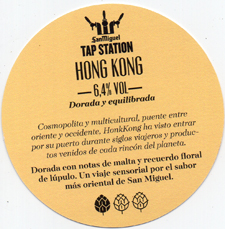 SanMiguel
TAP STATION
HONG KONG
—6,4% VOL—
Dorada y equilibrada
Cosmopolita y multicultural, puente entre
oriente y occidente, HonkKong ha visto entrar
por su puerto durante siglos viajeros y produc-
tos venidos de cada rincón del planeta.
Dorada con notas de malta y recuerdo floral
de lúpulo. Un viaje sensorial por el sabor
más oriental de San Miguel.